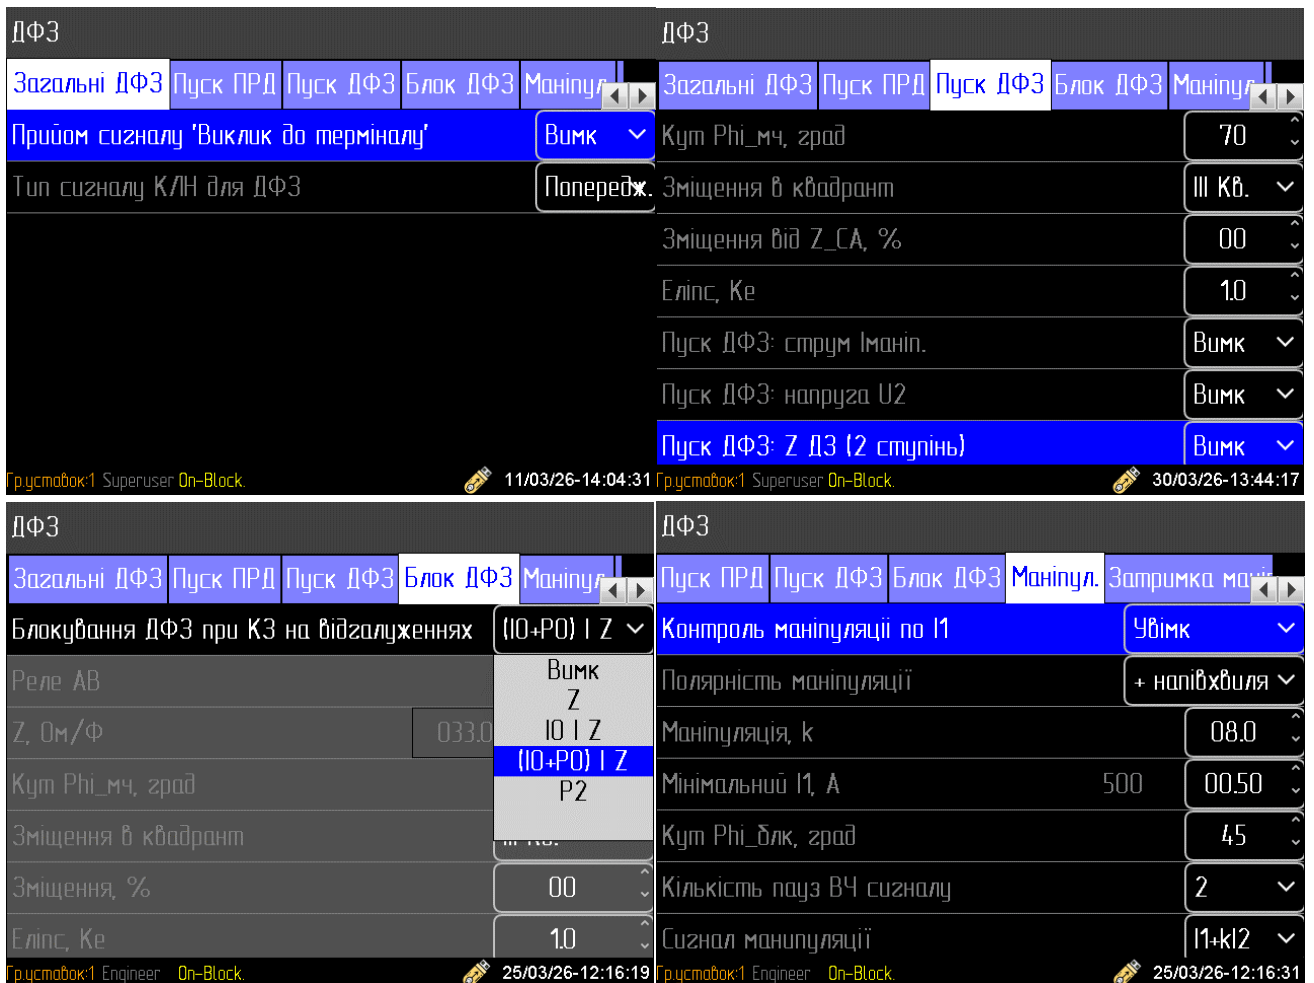 ДФЗ
Загальні ДФЗ Пуск ПРД Пуск ДФЗ Блок ДФЗ Маніпул
Прийом сигналу 'Виклик до терміналу' Вимк
Тип сигналу К/ІН для ДФЗ Попередж.
Гр.уставок:1 Superuser On-Block. 11/03/26-14:04:31
ДФЗ
Загальні ДФЗ Пуск ПРД Пуск ДФЗ Блок ДФЗ Маніпул
Кут Phi_мч, град 70
Зміщення в квадрант III Кв.
Зміщення від Z_CA, % 00
Еліпс, Ке 1.0
Пуск ДФЗ: струм Іманіп. Вимк
Пуск ДФЗ: напруга U2 Вимк
Пуск ДФЗ: Z ДЗ (2 ступінь) Вимк
Гр.уставок:1 Superuser On-Block. 30/03/26-13:44:17
ДФЗ
Загальні ДФЗ Пуск ПРД Пуск ДФЗ Блок ДФЗ Маніпул
Блокування ДФЗ при КЗ на відгалуженнях (I0+P0) | Z
Реле АВ
Z, Ом/Ф 033.0
Кут Phi_мч, град
Зміщення в квадрант
Зміщення, % 00
Еліпс, Ке 1.0
Вимк
Z
I0 | Z
(I0+P0) | Z
P2
Гр.уставок:1 Engineer On-Block. 25/03/26-12:16:19
ДФЗ
Пуск ПРД Пуск ДФЗ Блок ДФЗ Маніпул. Затримка
Контроль маніпуляції по I1 Увімк
Полярність маніпуляції + напівхвиля
Маніпуляція, k 08.0
Мінімальний I1, А 500 00.50
Кут Phi_блк, град 45
Кількість пауз ВЧ сигналу 2
Сигнал манипуляції I1+kI2
Гр.уставок:1 Engineer On-Block. 25/03/26-12:16:31